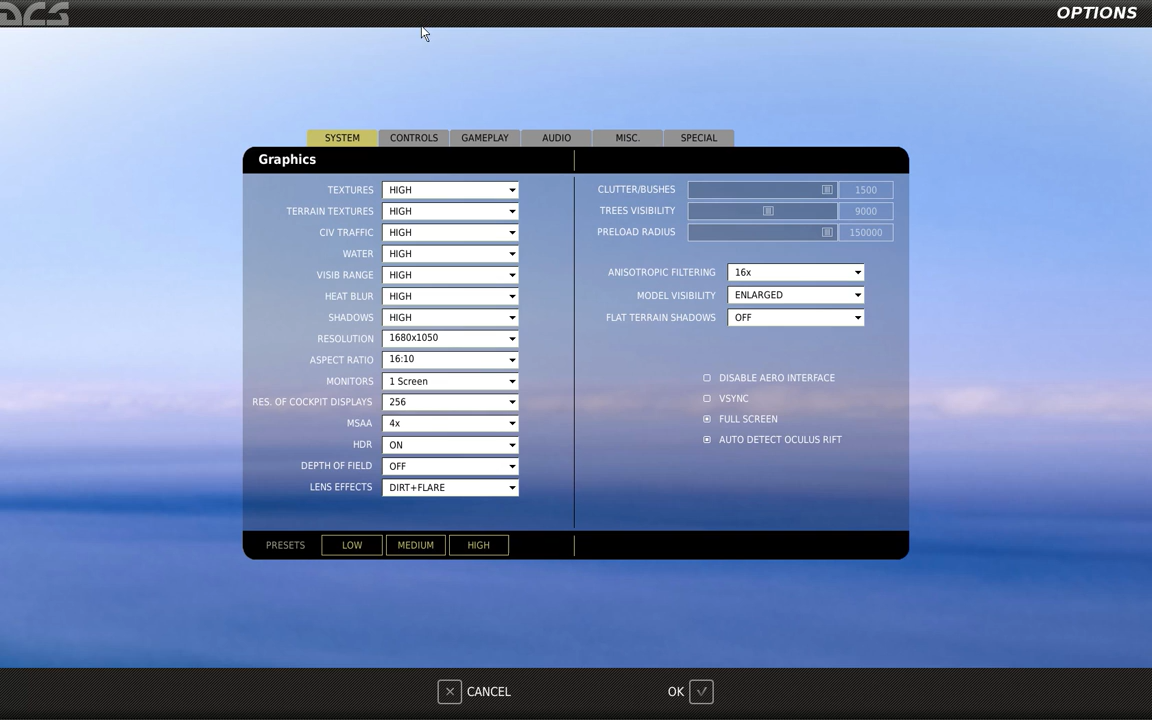 DCS
OPTIONS
SYSTEM CONTROLS GAMEPLAY AUDIO MISC. SPECIAL
Graphics
TEXTURES HIGH
TERRAIN TEXTURES HIGH
CIV TRAFFIC HIGH
WATER HIGH
VISIB RANGE HIGH
HEAT BLUR HIGH
SHADOWS HIGH
RESOLUTION 1680x1050
ASPECT RATIO 16:10
MONITORS 1 Screen
RES. OF COCKPIT DISPLAYS 256
MSAA 4x
HDR ON
DEPTH OF FIELD OFF
LENS EFFECTS DIRT+FLARE
CLUTTER/BUSHES 1500
TREES VISIBILITY 9000
PRELOAD RADIUS 150000
ANISOTROPIC FILTERING 16x
MODEL VISIBILITY ENLARGED
FLAT TERRAIN SHADOWS OFF
DISABLE AERO INTERFACE
VSYNC
FULL SCREEN
AUTO DETECT OCULUS RIFT
PRESETS LOW MEDIUM HIGH
CANCEL OK